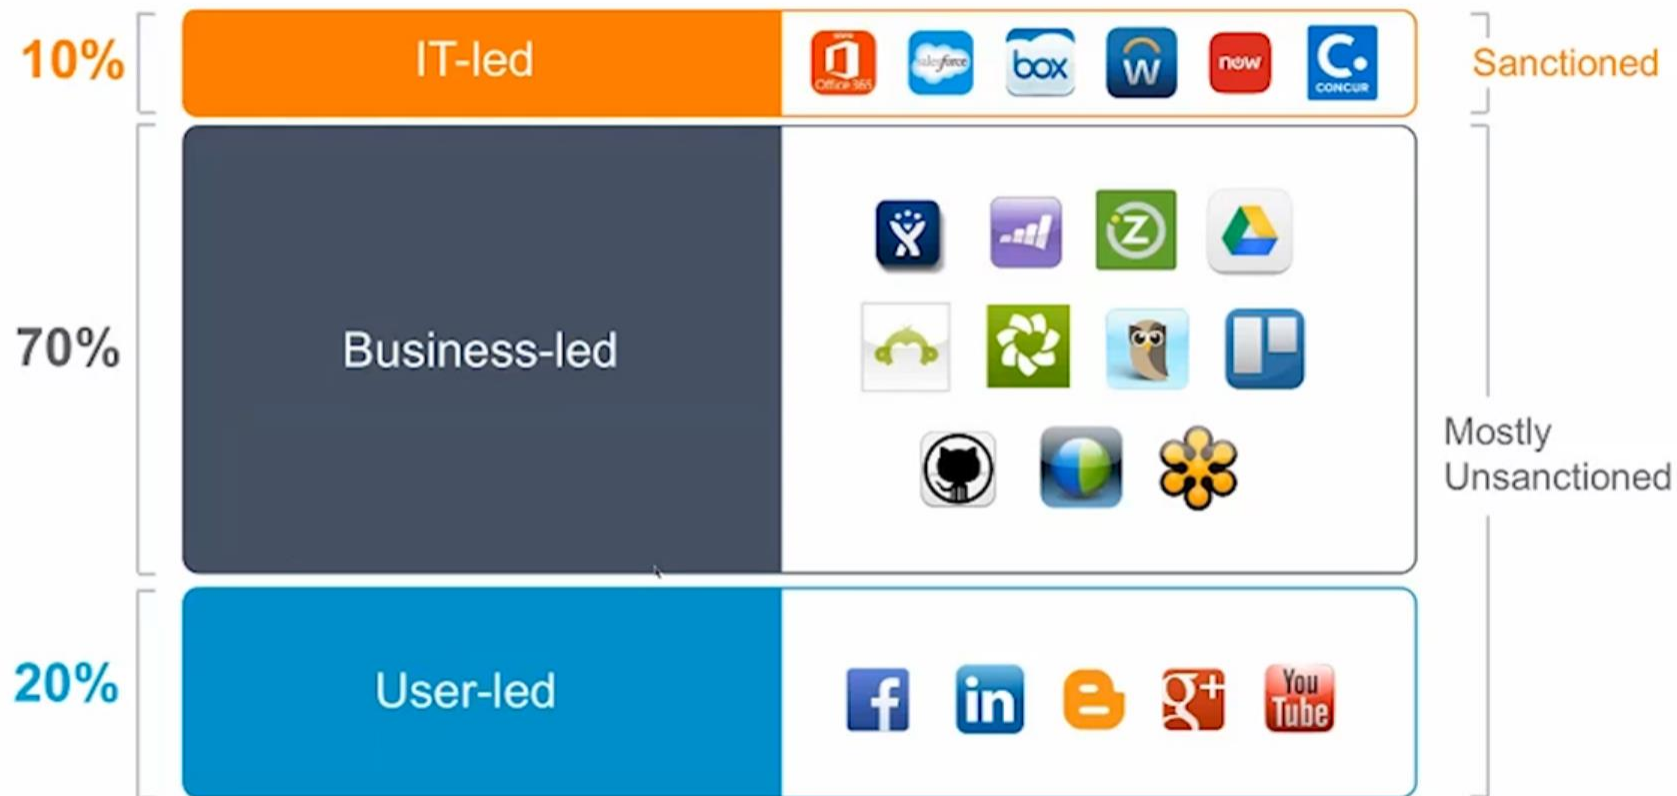 10%
IT-led
Office 365
salesforce
box
W
now
C.
CONCUR
Sanctioned
70%
Business-led
Z
Mostly
Unsanctioned
20%
User-led
f
in
B
g+
You
Tube